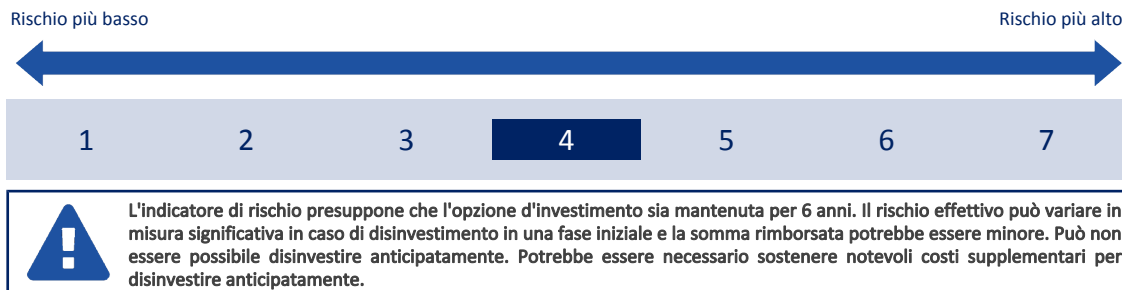 Rischio più basso Rischio più alto
1 2 3 4 5 6 7
L'indicatore di rischio presuppone che l'opzione d'investimento sia mantenuta per 6 anni. Il rischio effettivo può variare in
misura significativa in caso di disinvestimento in una fase iniziale e la somma rimborsata potrebbe essere minore. Può non
essere possibile disinvestire anticipatamente. Potrebbe essere necessario sostenere notevoli costi supplementari per
disinvestire anticipatamente.